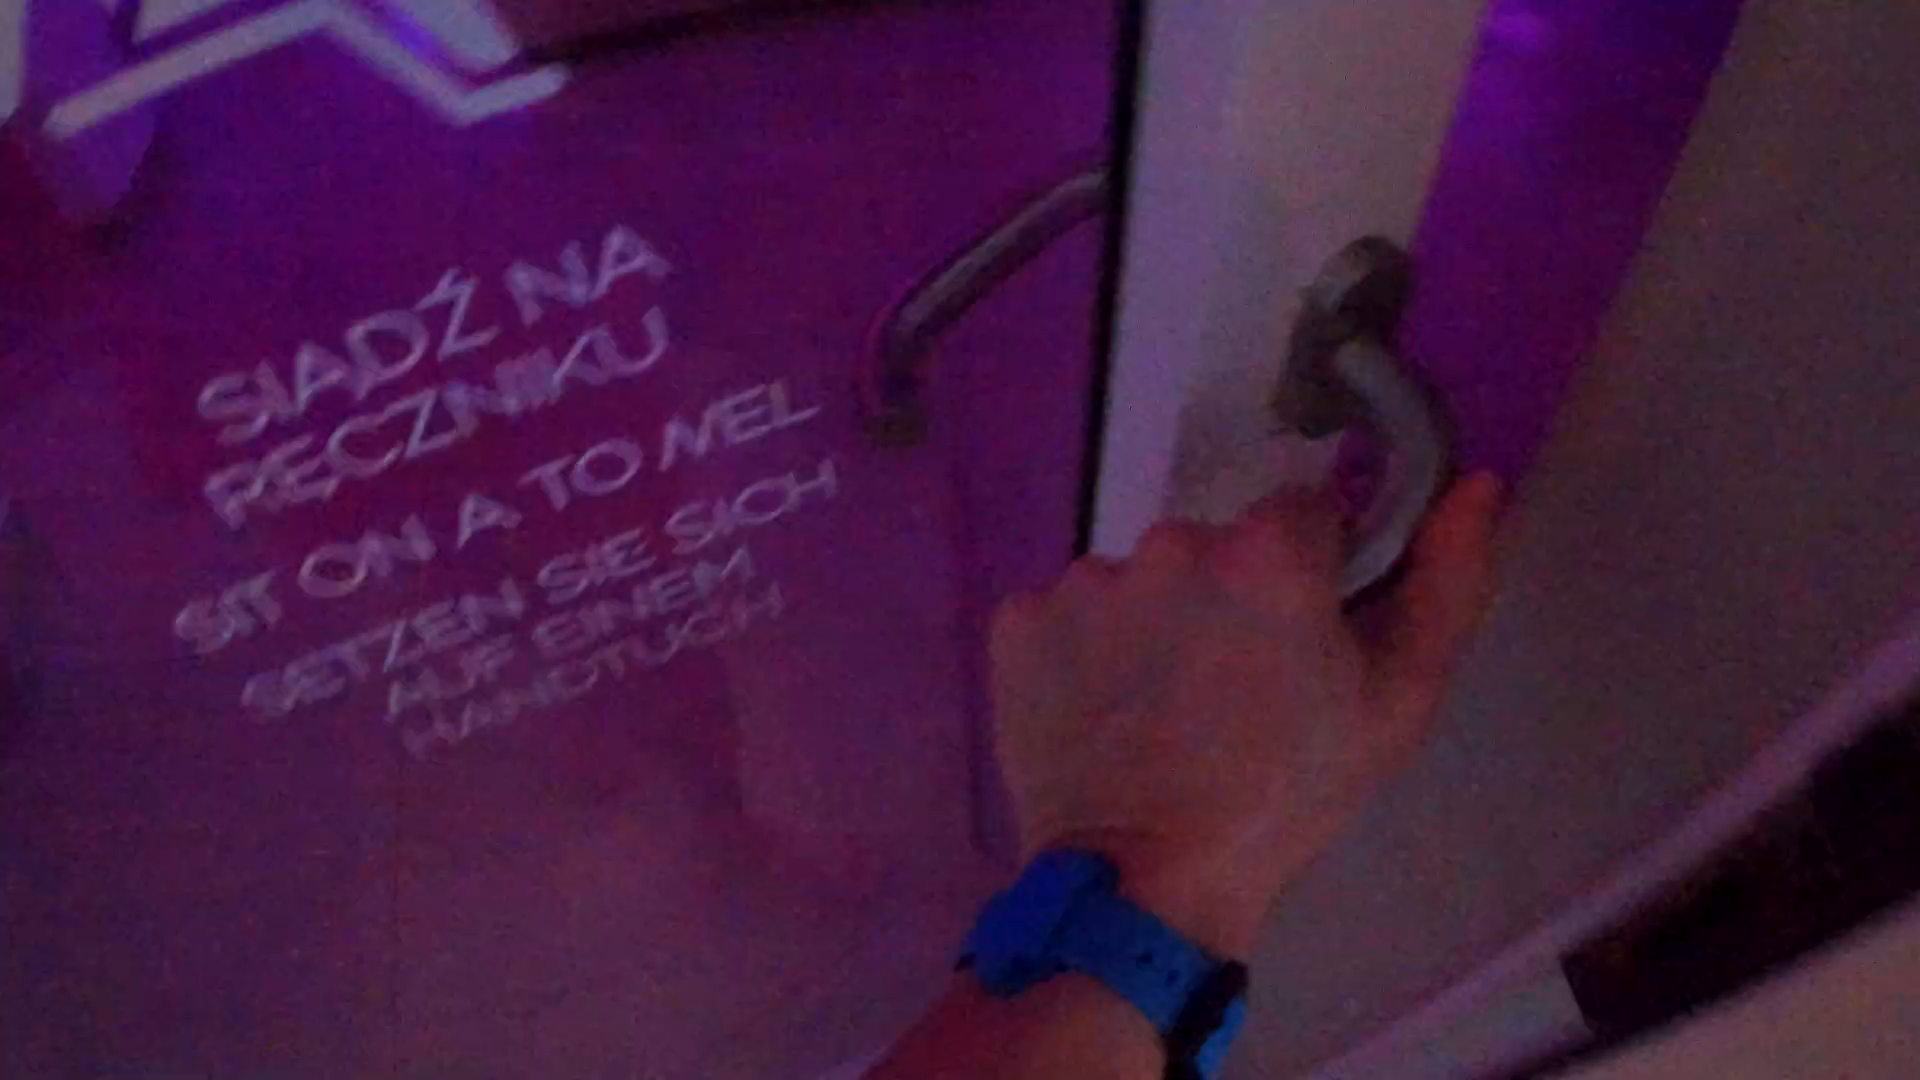 SIADŹ NA
RĘCZNIKU
SIT ON A TOWEL
SETZEN SIE SICH
AUF EINEM
HANDTUCH